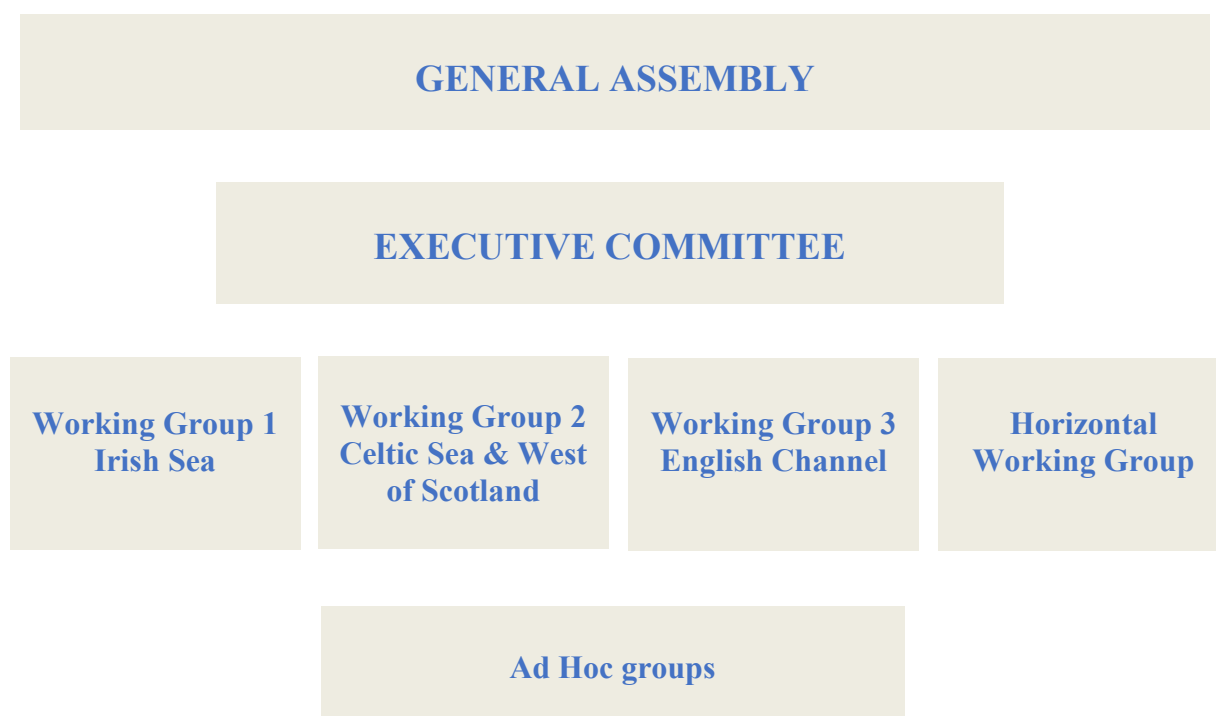 GENERAL ASSEMBLY
EXECUTIVE COMMITTEE
Working Group 1
Irish Sea
Working Group 2
Celtic Sea & West
of Scotland
Working Group 3
English Channel
Horizontal
Working Group
Ad Hoc groups